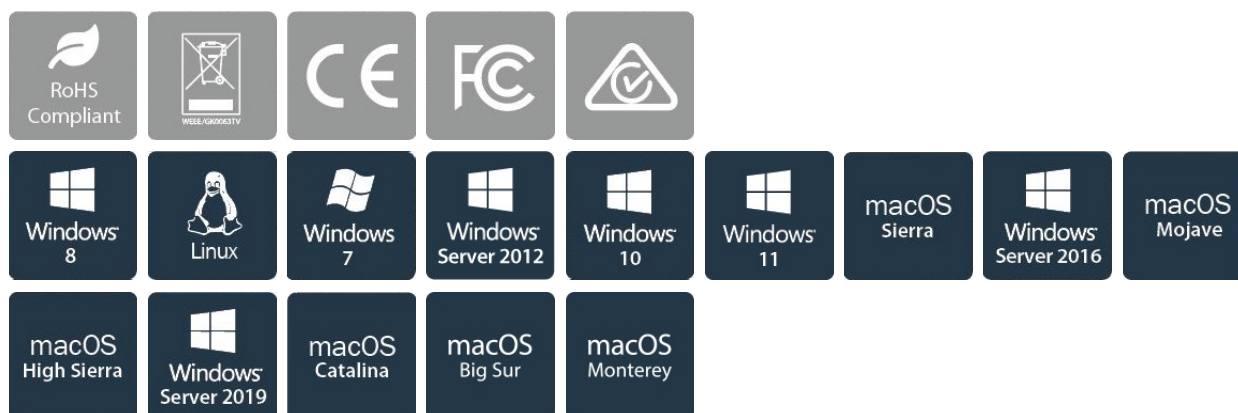 RoHS
Compliant
WEEE/GK0063TV
CE
FC
Windows
8
Linux
Windows
7
Windows
Server 2012
Windows
10
Windows
11
macOS
Sierra
Windows
Server 2016
macOS
Mojave
macOS
High Sierra
Windows
Server 2019
macOS
Catalina
macOS
Big Sur
macOS
Monterey